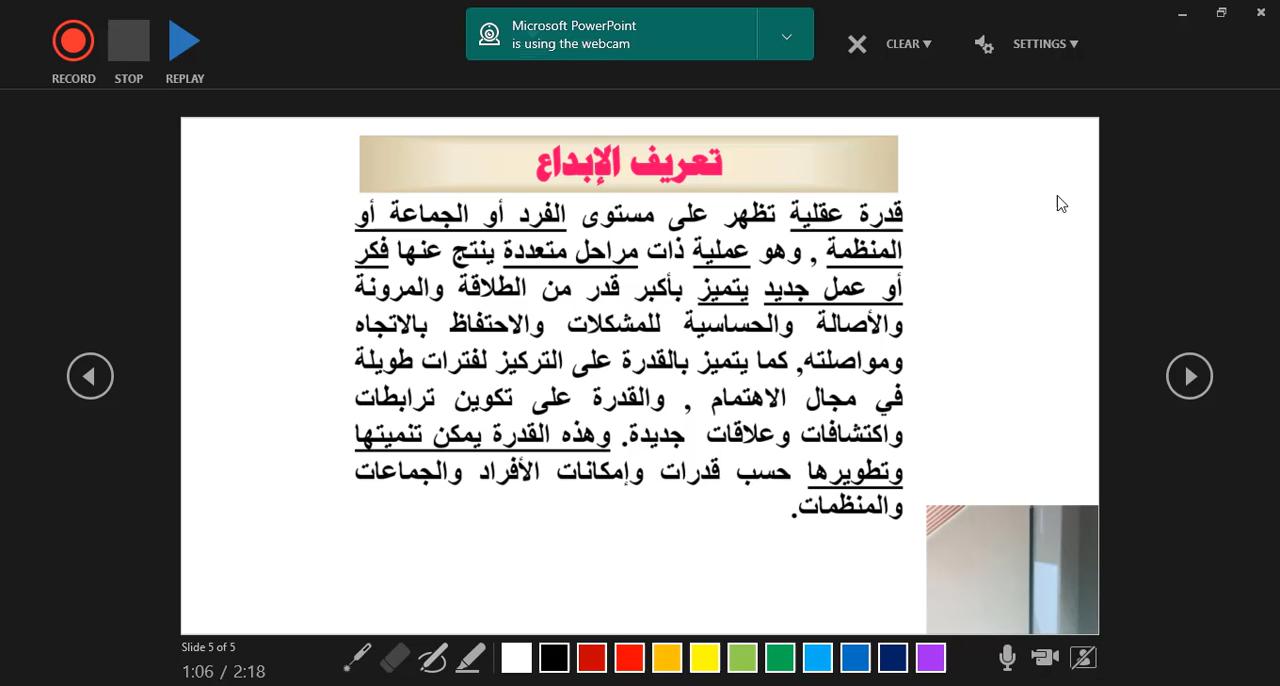 RECORD
STOP
REPLAY
Microsoft PowerPoint
is using the webcam
CLEAR
SETTINGS
تعريف الإبداع
قدرة عقلية تظهر على مستوى الفرد أو الجماعة أو
المنظمة , وهو عملية ذات مراحل متعددة ينتج عنها فكر
أو عمل جديد يتميز بأكبر قدر من الطلاقة والمرونة
والأصالة والحساسية للمشكلات والاحتفاظ بالاتجاه
ومواصلته, كما يتميز بالقدرة على التركيز لفترات طويلة
في مجال الاهتمام , والقدرة على تكوين ترابطات
واكتشافات وعلاقات جديدة. وهذه القدرة يمكن تنميتها
وتطويرها حسب قدرات وإمكانات الأفراد والجماعات
والمنظمات.
Slide 5 of 5
1:06 / 2:18